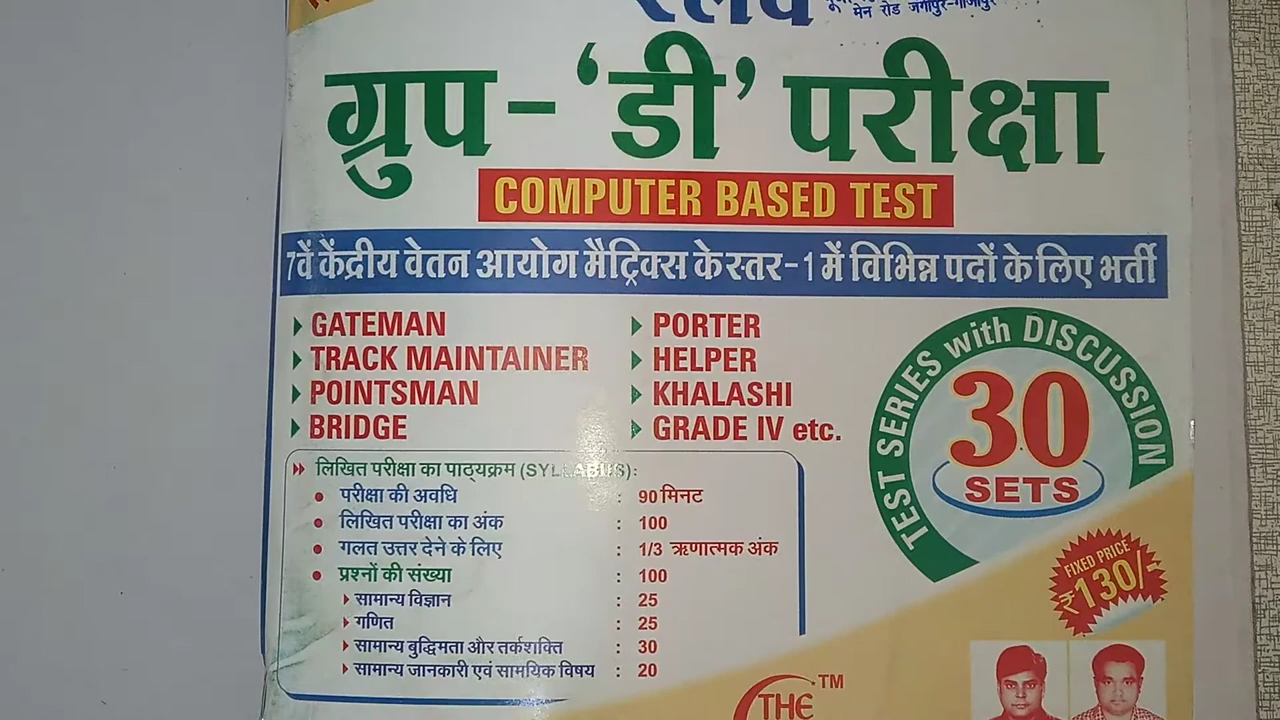 रेलवे
मेन रोड जंगीपुर-गाजीपुर
ग्रुप-‘डी’ परीक्षा
COMPUTER BASED TEST
7वें केंद्रीय वेतन आयोग मैट्रिक्स के स्तर-1 में विभिन्न पदों के लिए भर्ती
GATEMAN
TRACK MAINTAINER
POINTSMAN
BRIDGE
PORTER
HELPER
KHALASHI
GRADE IV etc.
TEST SERIES with DISCUSSION
30
SETS
लिखित परीक्षा का पाठ्यक्रम (SYLLABUS):
परीक्षा की अवधि : 90 मिनट
लिखित परीक्षा का अंक : 100
गलत उत्तर देने के लिए : 1/3 ऋणात्मक अंक
प्रश्नों की संख्या : 100
सामान्य विज्ञान : 25
गणित : 25
सामान्य बुद्धिमता और तर्कशक्ति : 30
सामान्य जानकारी एवं सामयिक विषय : 20
FIXED PRICE
₹130/-
THE TM